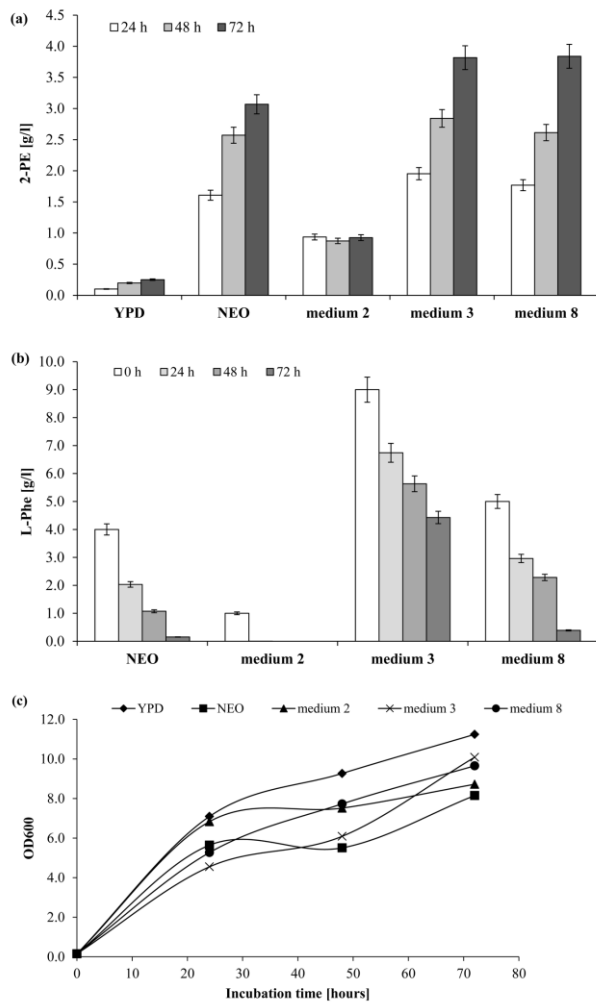 (a)
24 h 48 h 72 h
2-PE [g/l]
4.5
4.0
3.5
3.0
2.5
2.0
1.5
1.0
0.5
0.0
YPD NEO medium 2 medium 3 medium 8
(b)
0 h 24 h 48 h 72 h
L-Phe [g/l]
10.0
9.0
8.0
7.0
6.0
5.0
4.0
3.0
2.0
1.0
0.0
NEO medium 2 medium 3 medium 8
(c)
YPD NEO medium 2 medium 3 medium 8
OD600
12.0
10.0
8.0
6.0
4.0
2.0
0.0
0 10 20 30 40 50 60 70 80
Incubation time [hours]